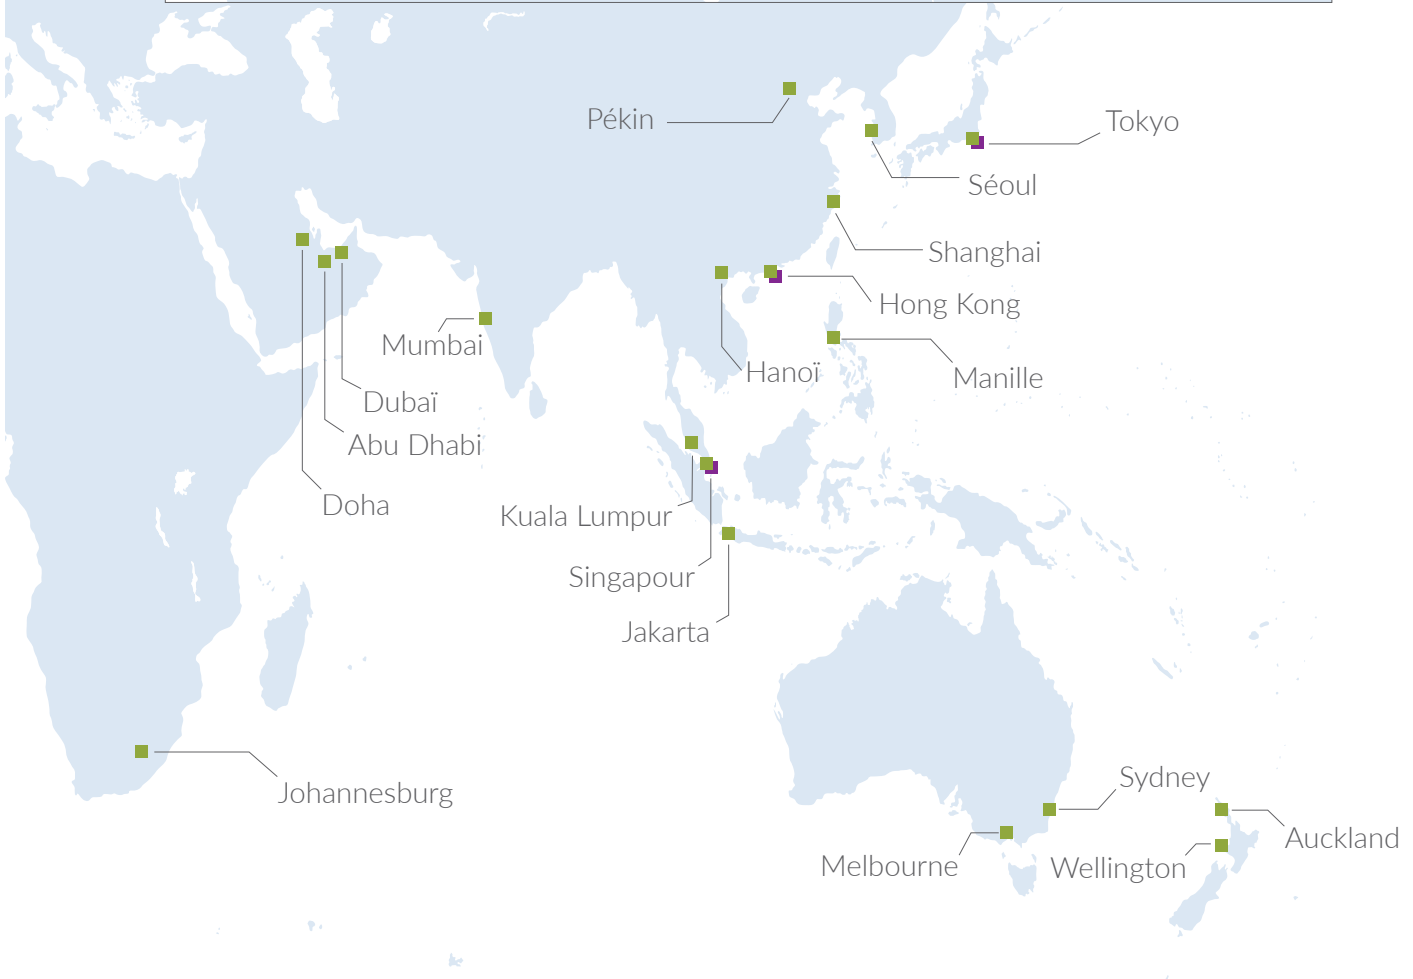 Pékin
Tokyo
Séoul
Shanghai
Hong Kong
Mumbai
Hanoï
Manille
Dubaï
Abu Dhabi
Doha
Kuala Lumpur
Singapour
Jakarta
Johannesburg
Sydney
Auckland
Melbourne
Wellington